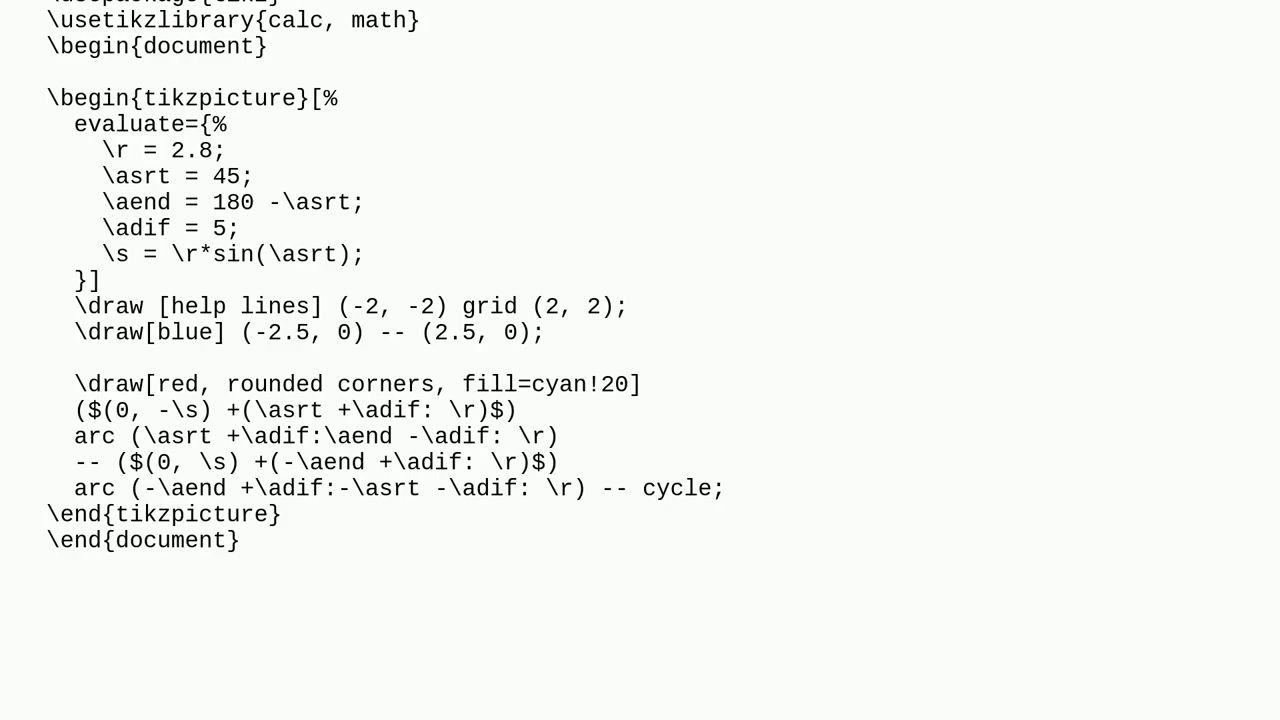 \usetikzlibrary{calc, math}
\begin{document}
\begin{tikzpicture}[%
evaluate={%
\r = 2.8;
\asrt = 45;
\aend = 180 -\asrt;
\adif = 5;
\s = \r*sin(\asrt);
}]
\draw [help lines] (-2, -2) grid (2, 2);
\draw[blue] (-2.5, 0) -- (2.5, 0);
\draw[red, rounded corners, fill=cyan!20]
($(0, -\s) +(\asrt +\adif: \r)$)
arc (\asrt +\adif:\aend -\adif: \r)
-- ($(0, \s) +(-\aend +\adif: \r)$)
arc (-\aend +\adif:-\asrt -\adif: \r) -- cycle;
\end{tikzpicture}
\end{document}